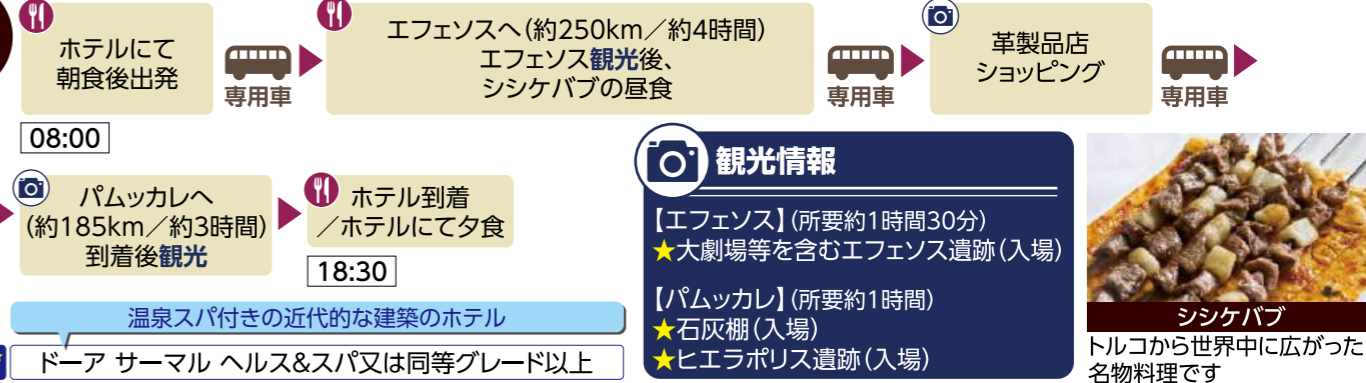 ホテルにて
朝食後出発
専用車
エフェソスへ(約250km／約4時間)
エフェソス観光後、
シシケバブの昼食
専用車
革製品店
ショッピング
専用車
08:00
パムッカレへ
(約185km／約3時間)
到着後観光
ホテル到着
／ホテルにて夕食
18:30
温泉スパ付きの近代的な建築のホテル
ドーア サーマル ヘルス&スパ又は同等グレード以上
観光情報
【エフェソス】(所要約1時間30分)
★大劇場等を含むエフェソス遺跡(入場)
【パムッカレ】(所要約1時間)
★石灰棚(入場)
★ヒエラポリス遺跡(入場)
シシケバブ
トルコから世界中に広がった
名物料理です